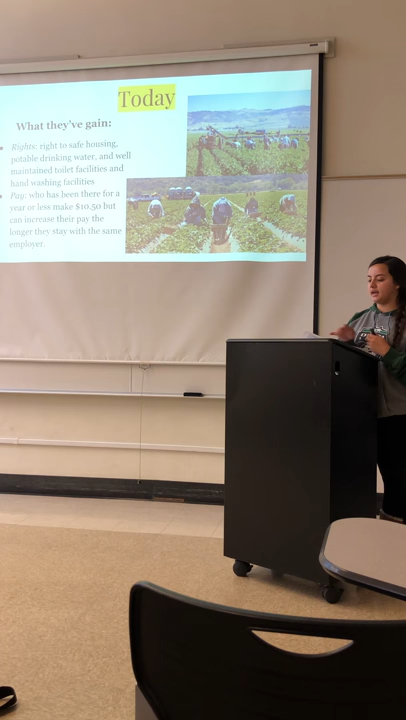 Today
What they've gain:
Rights: right to safe housing,
potable drinking water, and well
maintained toilet facilities and
hand washing facilities
Pay: who has been there for a
year or less make $10.50 but
can increase their pay the
longer they stay with the same
employer.